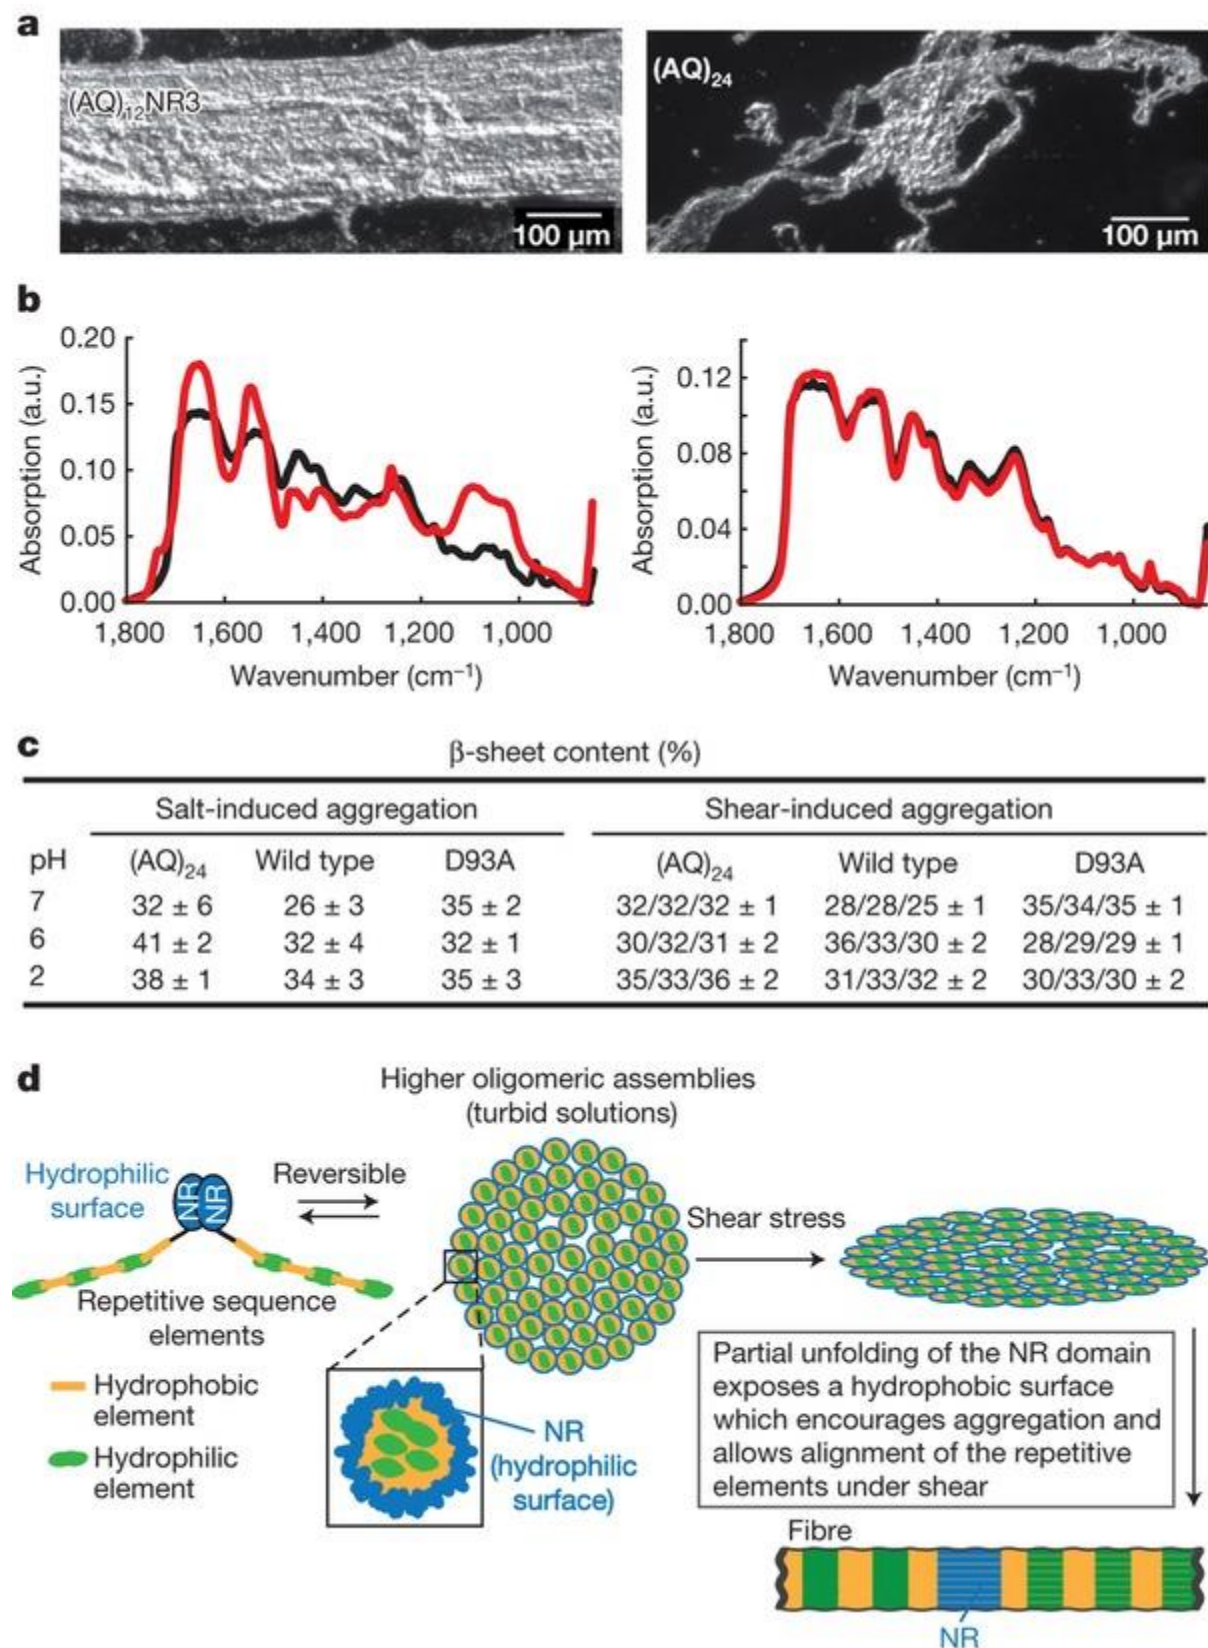 a
(AQ)12NR3
100 µm
(AQ)24
100 µm
b
Absorption (a.u.)
0.20
0.15
0.10
0.05
0.00
1,800 1,600 1,400 1,200 1,000
Wavenumber (cm–1)
Absorption (a.u.)
0.12
0.08
0.04
0.00
1,800 1,600 1,400 1,200 1,000
Wavenumber (cm–1)
c
β-sheet content (%)
Salt-induced aggregation Shear-induced aggregation
pH (AQ)24 Wild type D93A (AQ)24 Wild type D93A
7 32 ± 6 26 ± 3 35 ± 2 32/32/32 ± 1 28/28/25 ± 1 35/34/35 ± 1
6 41 ± 2 32 ± 4 32 ± 1 30/32/31 ± 2 36/33/30 ± 2 28/29/29 ± 1
2 38 ± 1 34 ± 3 35 ± 3 35/33/36 ± 2 31/33/32 ± 2 30/33/30 ± 2
d
Higher oligomeric assemblies
(turbid solutions)
Hydrophilic
surface
NR
NR
Reversible
Shear stress
Repetitive sequence
elements
Hydrophobic
element
Hydrophilic
element
NR
(hydrophilic
surface)
Partial unfolding of the NR domain
exposes a hydrophobic surface
which encourages aggregation and
allows alignment of the repetitive
elements under shear
Fibre
NR